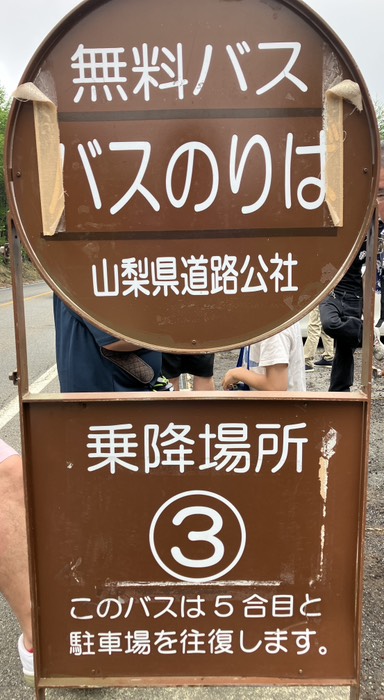 無料バス
バスのりば
山梨県道路公社
乗降場所
③
このバスは5合目と
駐車場を往復します。